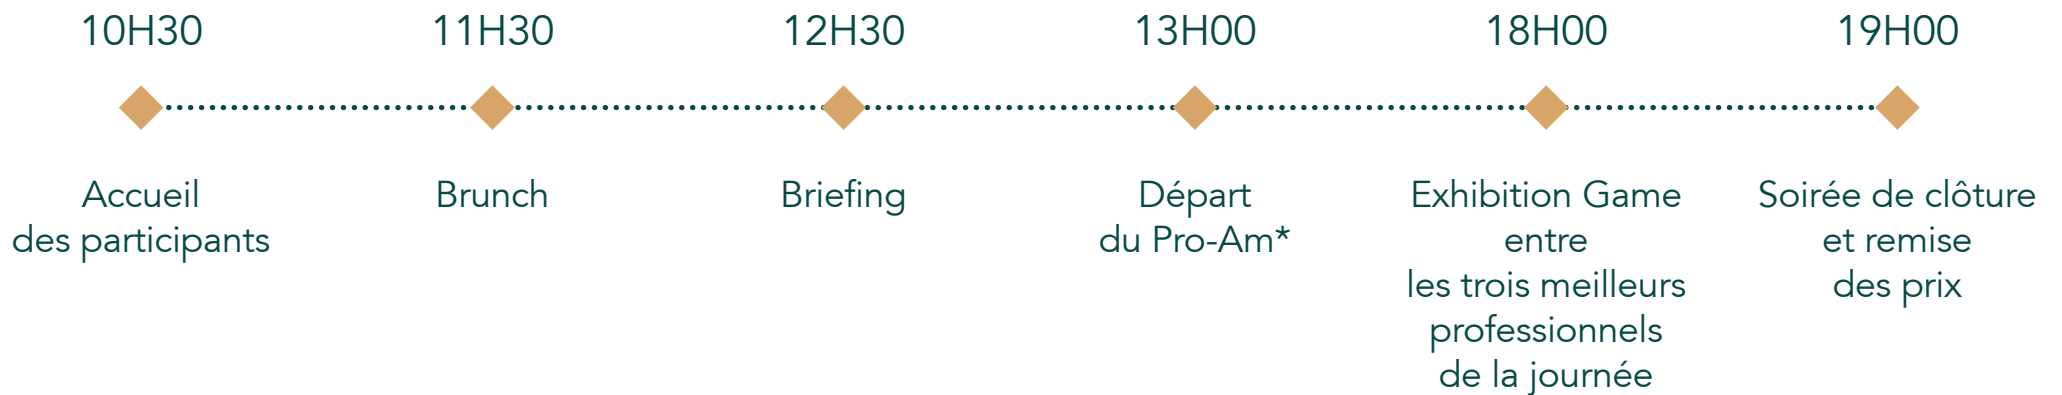 10H30
11H30
12H30
13H00
18H00
19H00
Accueil
des participants
Brunch
Briefing
Départ
du Pro-Am*
Exhibition Game
entre
les trois meilleurs
professionnels
de la journée
Soirée de clôture
et remise
des prix